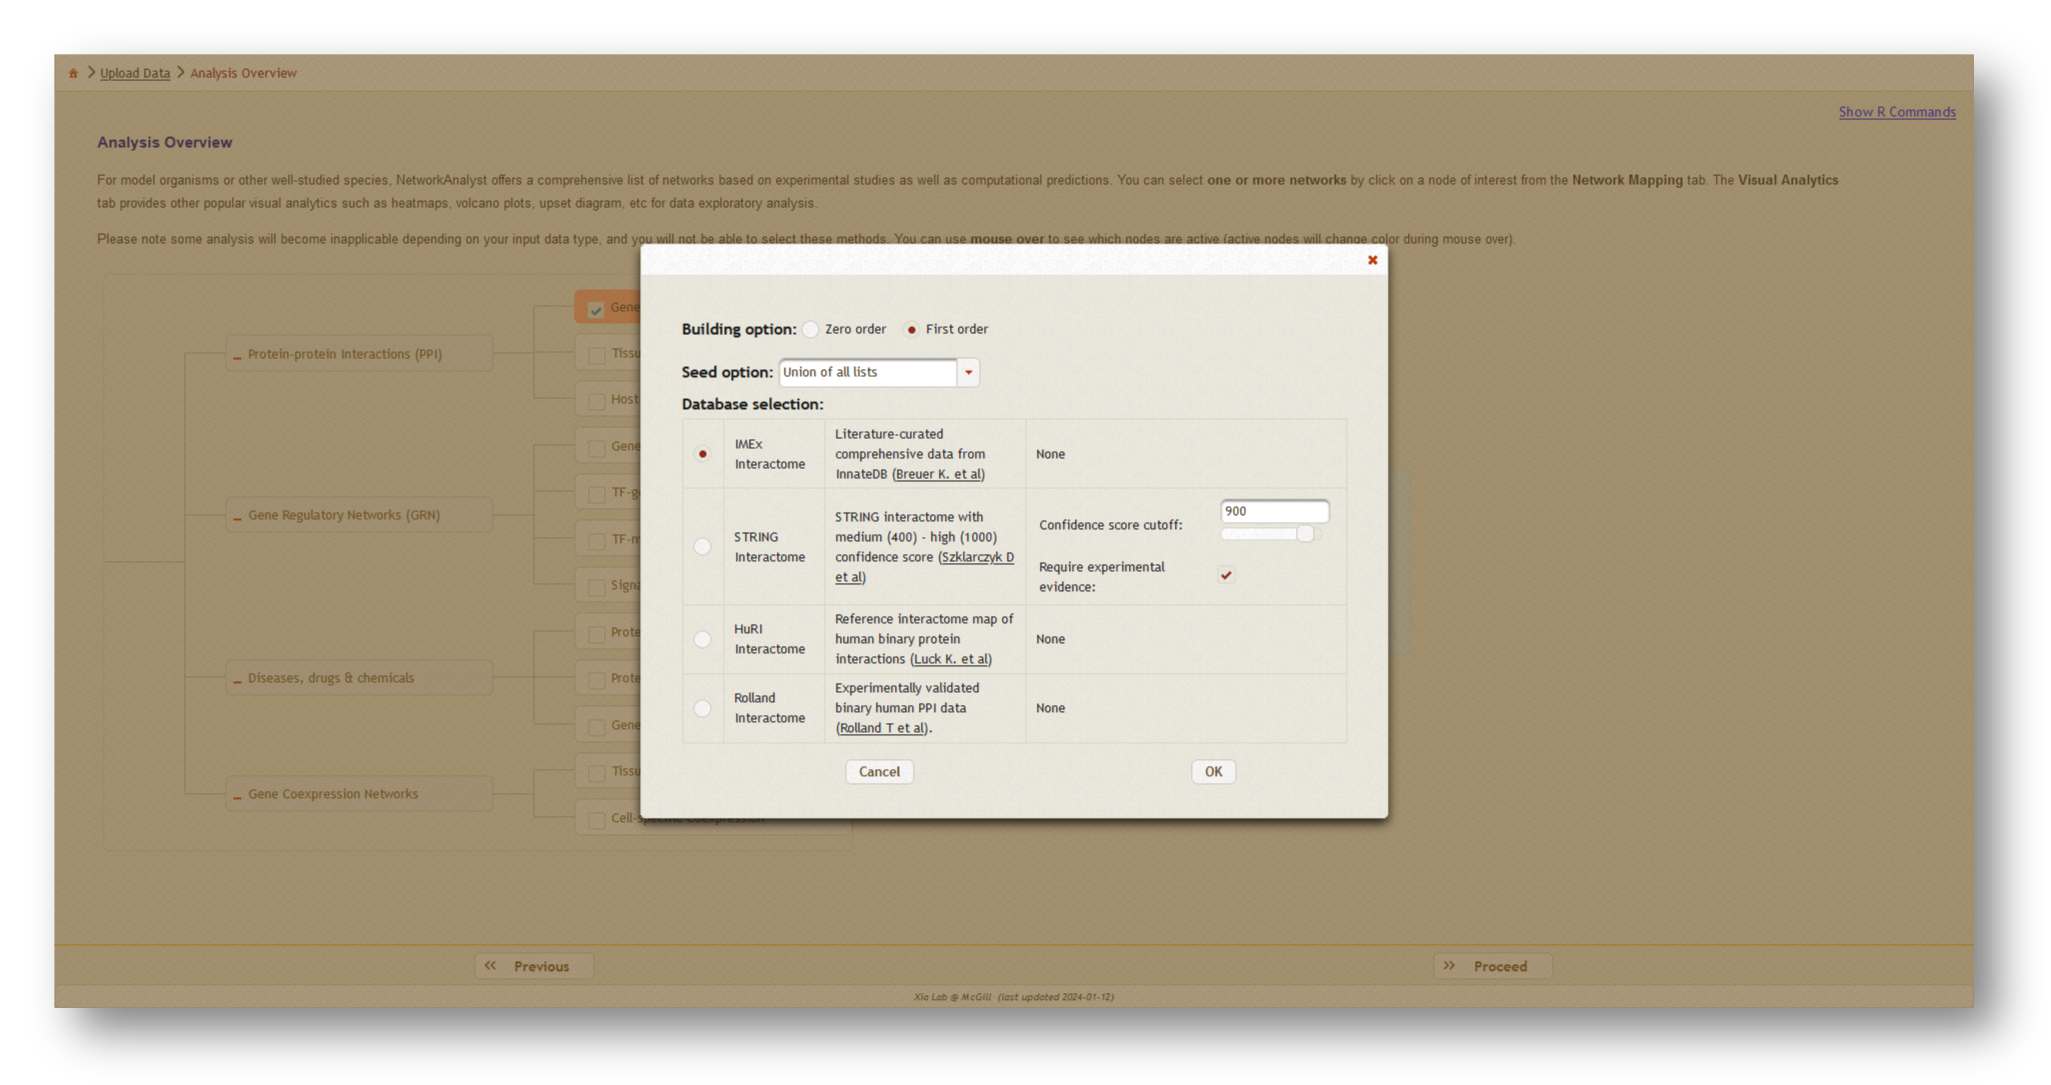 Upload Data > Analysis Overview
Show R Commands
Analysis Overview
For model organisms or other well-studied species, NetworkAnalyst offers a comprehensive list of networks based on experimental studies as well as computational predictions. You can select one or more networks by click on a node of interest from the Network Mapping tab. The Visual Analytics
tab provides other popular visual analytics such as heatmaps, volcano plots, upset diagram, etc for data exploratory analysis.
Please note some analysis will become inapplicable depending on your input data type, and you will not be able to select these methods. You can use mouse over to see which nodes are active (active nodes will change color during mouse over).
Building option: Zero order First order
Seed option: Union of all lists
Database selection:
IMEx
Interactome
Literature-curated
comprehensive data from
InnateDB (Breuer K. et al)
None
STRING
Interactome
STRING interactome with
medium (400) - high (1000)
confidence score (Szklarczyk D
et al)
Confidence score cutoff:
900
Require experimental
evidence:
HuRI
Interactome
Reference interactome map of
human binary protein
interactions (Luck K. et al)
None
Rolland
Interactome
Experimentally validated
binary human PPI data
(Rolland T et al).
None
Cancel
OK
Protein-protein Interactions (PPI)
Gene
Tissu
Host
Gene Regulatory Networks (GRN)
Gene
TF-g
TF-m
Signa
Diseases, drugs & chemicals
Prote
Prote
Gene
Gene Coexpression Networks
Tissu
Cell-specific coexpression
<< Previous
>> Proceed
Xia Lab @ McGill (last updated 2024-01-12)